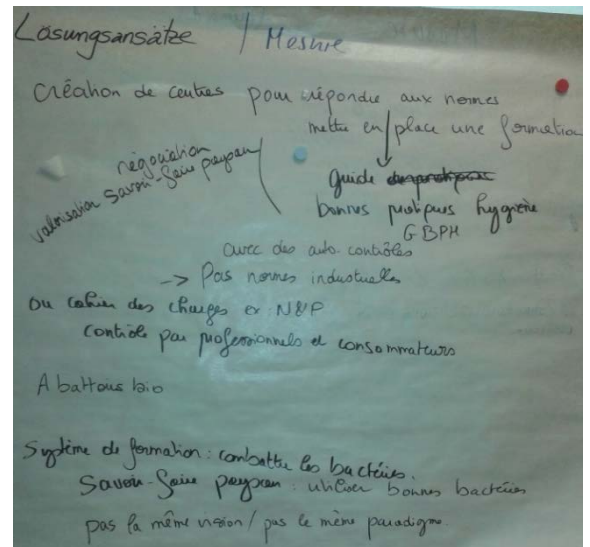 Lösungsansätze / Mesure
Création de centres pour répondre aux normes
mettre en place une formation
négociation
valorisation savoir-faire paysan
guide
bonnes pratiques hygiène
GBPH
avec des auto-contrôles
-> Pas normes industrielles
ou cahier des charges ex: N&P
contrôle par professionnels et consommateurs
Abattoirs bio
Système de formation: combattre les bactéries.
Savoir-faire paysan: utiliser bonnes bactéries
pas la même vision / pas le même paradigme.